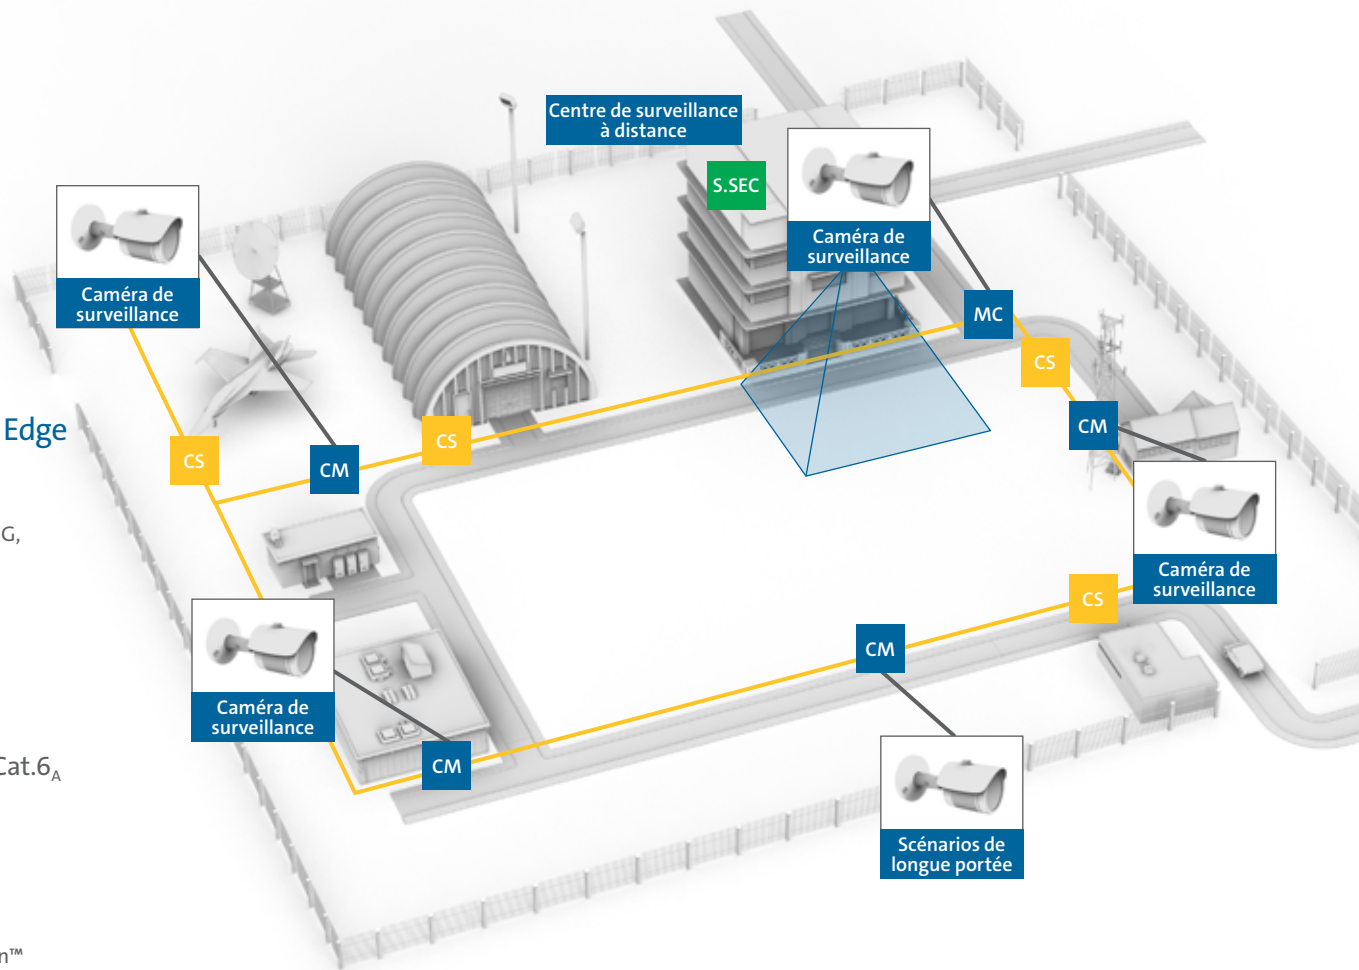 Centre de surveillance
à distance
S.SEC
Caméra de
surveillance
Caméra de
surveillance
MC
CS
Edge
CS
CM
CS
CM
G,
Caméra de
surveillance
CS
CM
Caméra de
surveillance
Cat.6A
CM
Scénarios de
longue portée
n™